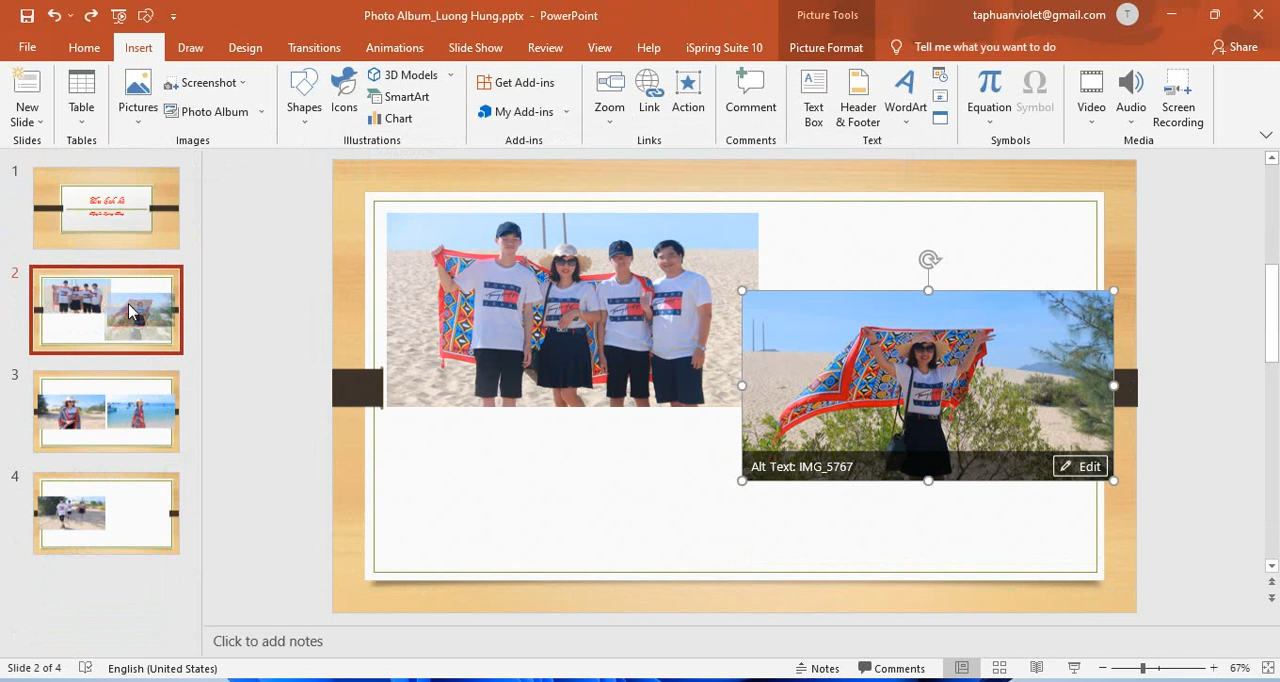 Photo Album_Luong Hung.pptx - PowerPoint
Picture Tools
taphuanviolet@gmail.com
T
File
Home
Insert
Draw
Design
Transitions
Animations
Slide Show
Review
View
Help
iSpring Suite 10
Picture Format
Tell me what you want to do
Share
New Slide
Table
Pictures
Screenshot
Photo Album
Shapes
Icons
3D Models
SmartArt
Chart
Get Add-ins
My Add-ins
Zoom
Link
Action
Comment
Text Box
Header & Footer
WordArt
Equation
Symbol
Video
Audio
Screen Recording
Slides
Tables
Images
Illustrations
Add-ins
Links
Comments
Text
Symbols
Media
1
2
3
4
Alt Text: IMG_5767
Edit
Click to add notes
Slide 2 of 4
English (United States)
Notes
Comments
67%